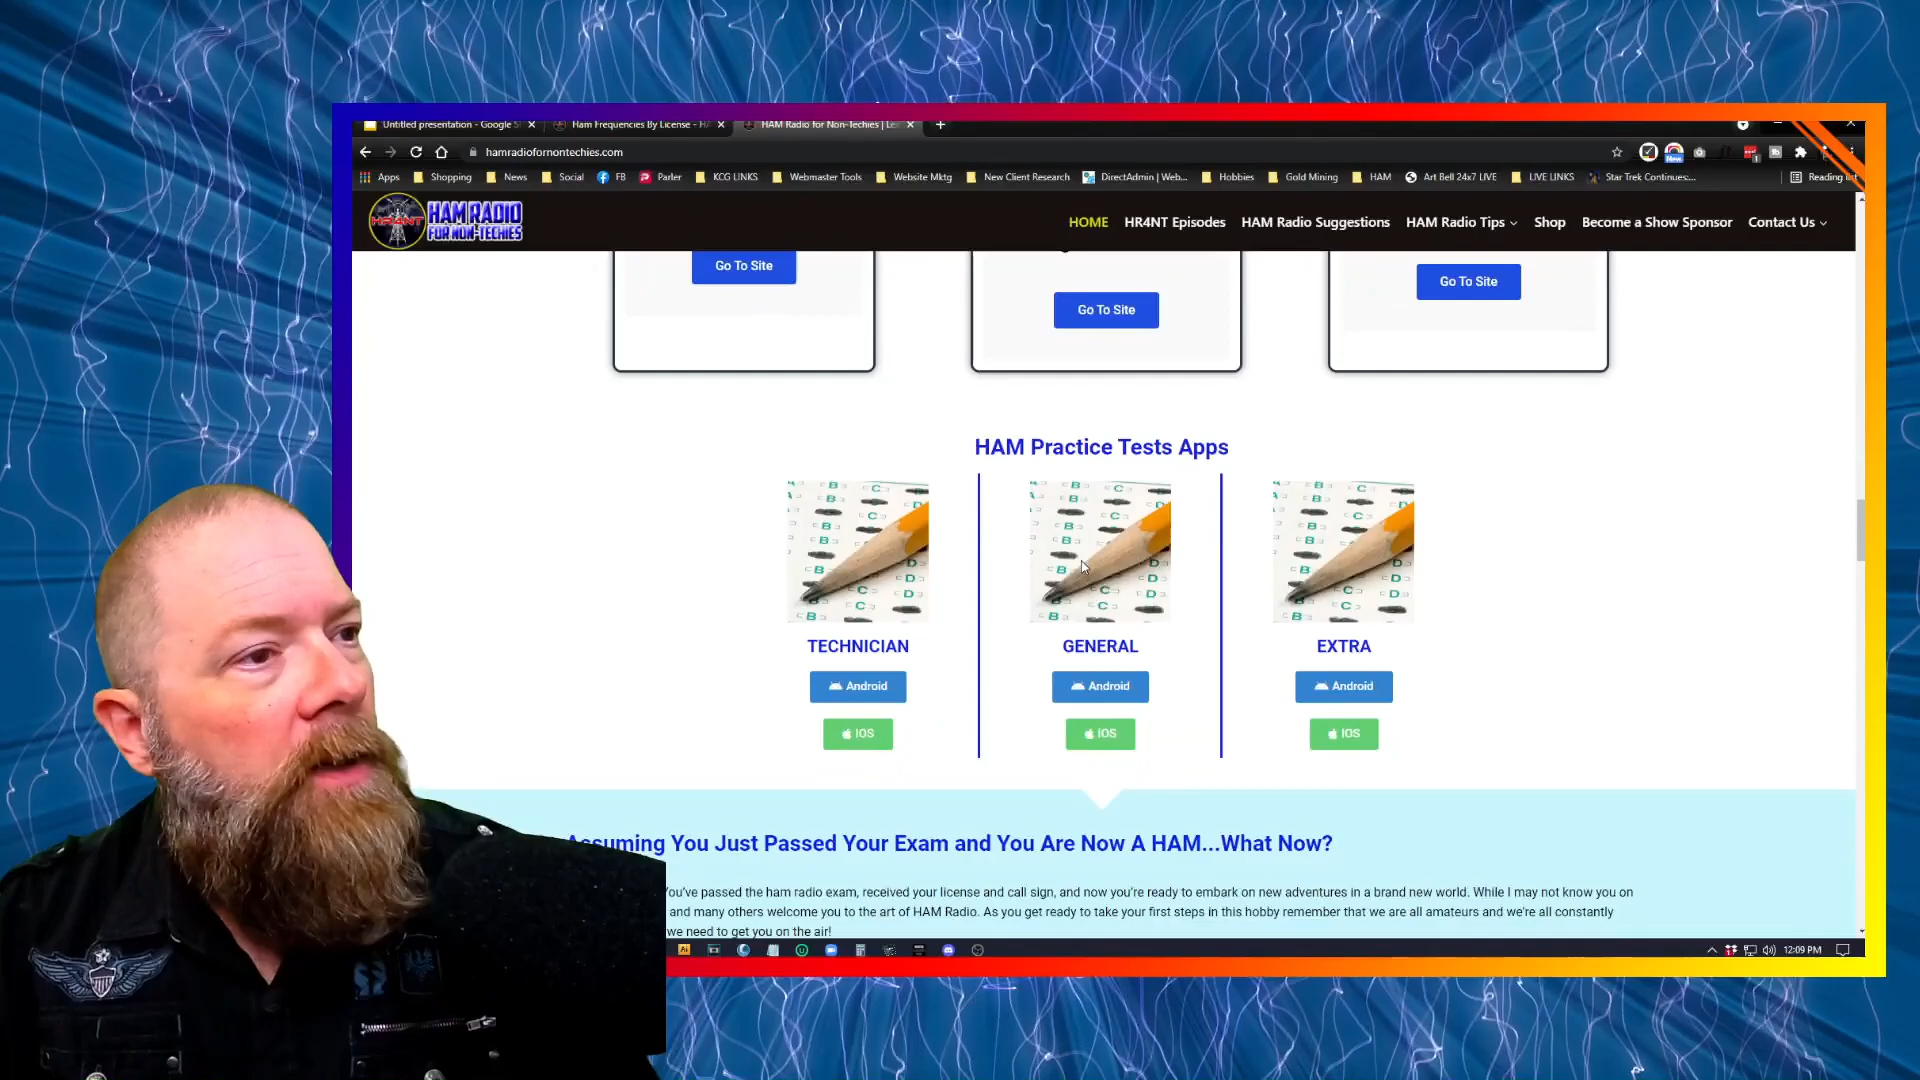 Untitled presentation - Google S
Ham Frequencies By License - HA
HAM Radio for Non-Techies | Le
hamradiofornontechies.com
Apps
Shopping
News
Social
FB
Parler
KCG LINKS
Webmaster Tools
Website Mktg
New Client Research
DirectAdmin | Web...
Hobbies
Gold Mining
HAM
Art Bell 24x7 LIVE
LIVE LINKS
Star Trek Continues:...
Reading list
HR4NT
HAM RADIO
FOR NON-TECHIES
HOME
HR4NT Episodes
HAM Radio Suggestions
HAM Radio Tips
Shop
Become a Show Sponsor
Contact Us
Go To Site
Go To Site
Go To Site
HAM Practice Tests Apps
TECHNICIAN
GENERAL
EXTRA
Android
Android
Android
IOS
IOS
IOS
Assuming You Just Passed Your Exam and You Are Now A HAM...What Now?
You've passed the ham radio exam, received your license and call sign, and now you're ready to embark on new adventures in a brand new world. While I may not know you on
and many others welcome you to the art of HAM Radio. As you get ready to take your first steps in this hobby remember that we are all amateurs and we're all constantly
we need to get you on the air!
Ai
12:09 PM